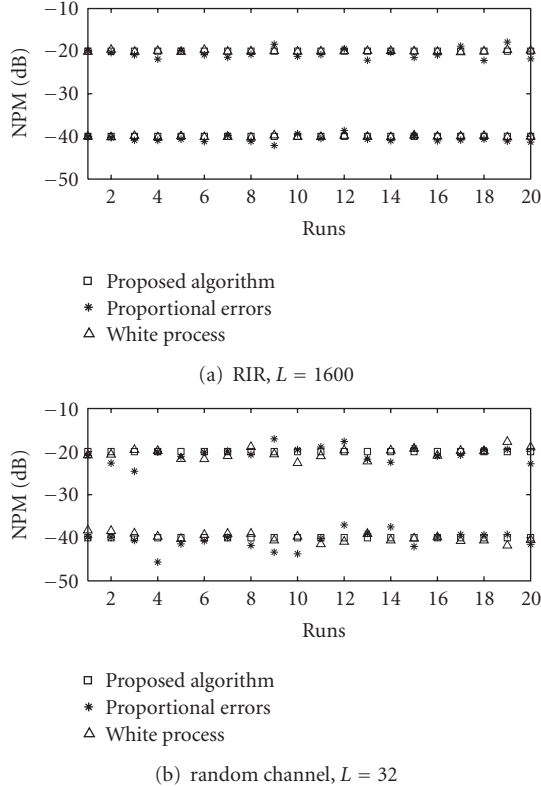 −10
−20
−30
−40
−50
NPM (dB)
2 4 6 8 10 12 14 16 18 20
Runs
Proposed algorithm
Proportional errors
White process
(a) RIR, L = 1600
−10
−20
−30
−40
−50
NPM (dB)
2 4 6 8 10 12 14 16 18 20
Runs
Proposed algorithm
Proportional errors
White process
(b) random channel, L = 32